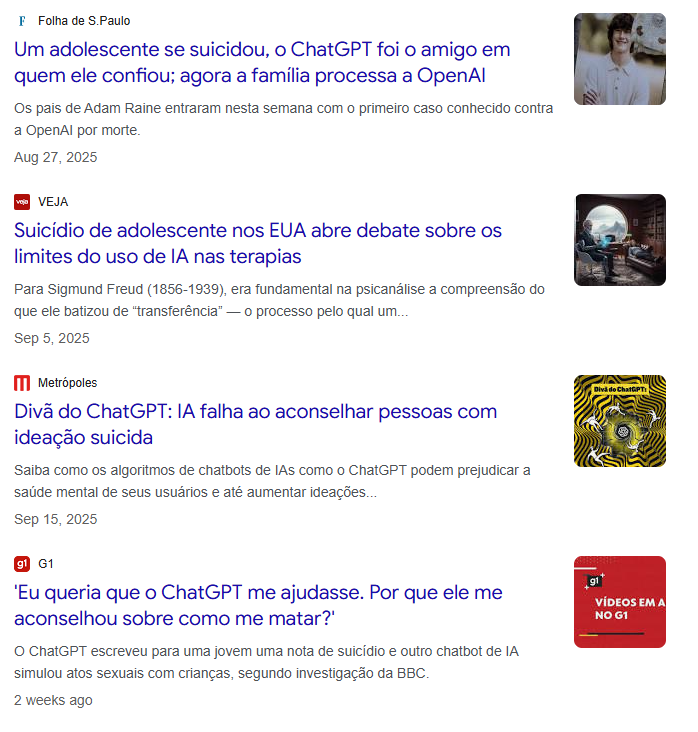 Folha de S.Paulo
Um adolescente se suicidou, o ChatGPT foi o amigo em
quem ele confiou; agora a família processa a OpenAI
Os pais de Adam Raine entraram nesta semana com o primeiro caso conhecido contra
a OpenAI por morte.
Aug 27, 2025
veja
VEJA
Suicídio de adolescente nos EUA abre debate sobre os
limites do uso de IA nas terapias
Para Sigmund Freud (1856-1939), era fundamental na psicanálise a compreensão do
que ele batizou de “transferência” — o processo pelo qual um...
Sep 5, 2025
Metrópoles
Divã do ChatGPT: IA falha ao aconselhar pessoas com
ideação suicida
Saiba como os algoritmos de chatbots de IAs como o ChatGPT podem prejudicar a
saúde mental de seus usuários e até aumentar ideações...
Sep 15, 2025
Divã do ChatGPT:
g1
G1
'Eu queria que o ChatGPT me ajudasse. Por que ele me
aconselhou sobre como me matar?'
O ChatGPT escreveu para uma jovem uma nota de suicídio e outro chatbot de IA
simulou atos sexuais com crianças, segundo investigação da BBC.
2 weeks ago
g1
VÍDEOS EM A
NO G1